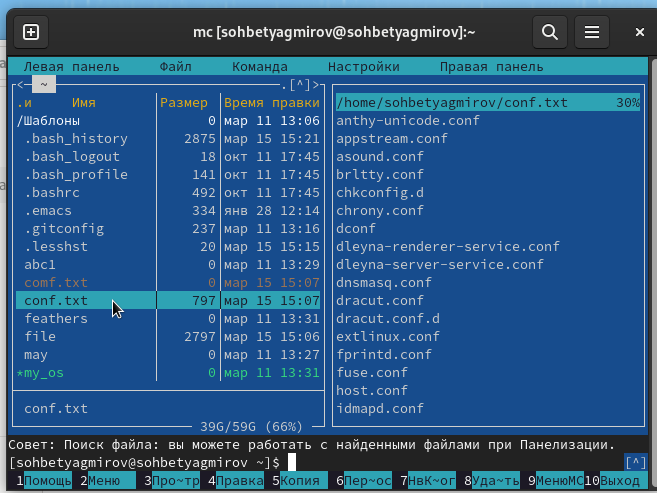 mc [sohbetyagmirov@sohbetyagmirov]:~
Левая панель Файл Команда Настройки Правая панель
<— ~ .[^]>
.и Имя Размер Время правки
/Шаблоны 0 мар 11 13:06
.bash_history 2875 мар 15 15:21
.bash_logout 18 окт 11 17:45
.bash_profile 141 окт 11 17:45
.bashrc 492 окт 11 17:45
.emacs 334 янв 28 12:14
.gitconfig 237 мар 11 13:16
.lesshst 20 мар 15 15:15
abc1 0 мар 11 13:29
comf.txt 0 мар 15 15:07
conf.txt 797 мар 15 15:07
feathers 0 мар 11 13:31
file 2797 мар 15 15:06
may 0 мар 11 13:27
*my_os 0 мар 11 13:31
conf.txt
39G/59G (66%)
/home/sohbetyagmirov/conf.txt 30%
anthy-unicode.conf
appstream.conf
asound.conf
brltty.conf
chkconfig.d
chrony.conf
dconf
dleyna-renderer-service.conf
dleyna-server-service.conf
dnsmasq.conf
dracut.conf
dracut.conf.d
extlinux.conf
fprintd.conf
fuse.conf
host.conf
idmapd.conf
Совет: Поиск файла: вы можете работать с найденными файлами при Панелизации.
[sohbetyagmirov@sohbetyagmirov ~]$ [^]
1Помощь 2Меню 3Про~тр 4Правка 5Копия 6Пер~ос 7НвК~ог 8Уда~ть 9МенюMC 10Выход